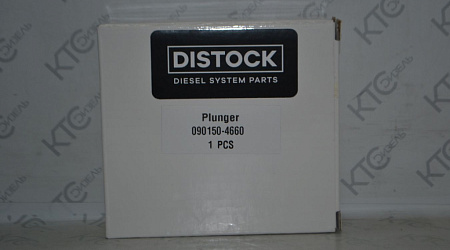 DISTOCK
DIESEL SYSTEM PARTS
Plunger
090150-4660
1 PCS